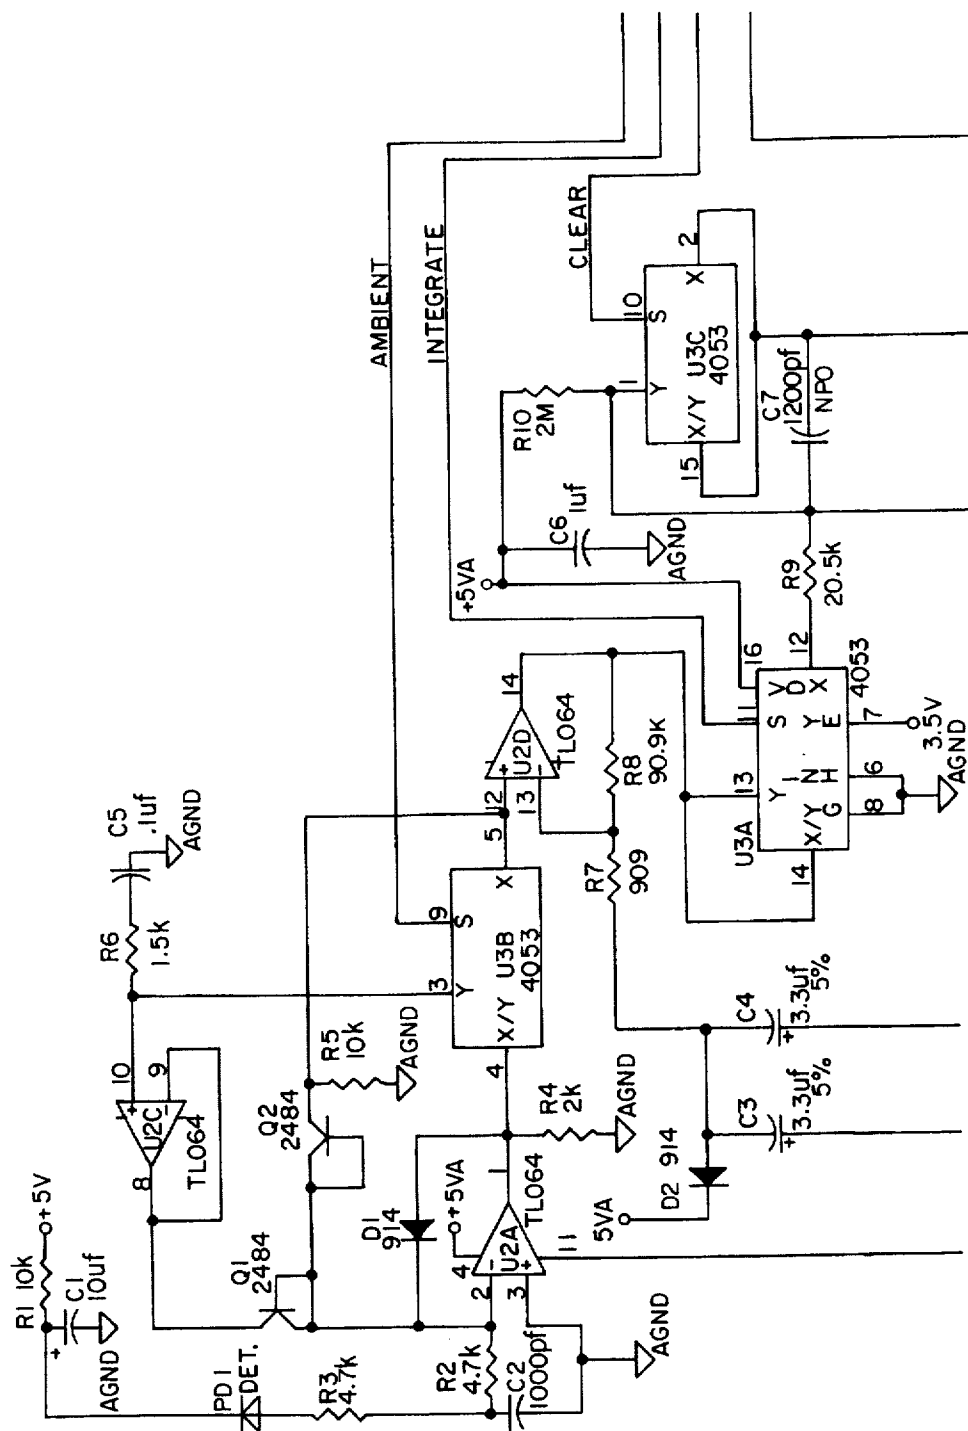 R1 10k
+5V
C1
10uf
+
AGND
PD1
DET.
R3
4.7k
Q1
2484
8
U2C
+
-
10
9
TL064
R6
1.5k
C5
.1uf
AGND
Q2
2484
R5
10k
AGND
D1
914
+5VA
R2
4.7k
C2
1000pf
2
3
4
-
+
U2A
1
11
TL064
AGND
R4
2k
AGND
4
3
9
5
Y
S
X/Y
X
U3B
4053
AMBIENT
INTEGRATE
CLEAR
12
13
+
-
U2D
14
TL064
+5VA
C6
1uf
AGND
R10
2M
1
10
Y
S
X/Y
X
U3C
4053
15
2
C7
1200pf
NPO
R7
909
R8
90.9K
R9
20.5k
U3A
4053
13
11
16
14
12
Y
S
V
D
X/Y
I
N
Y
X
G
H
E
8
6
7
3.5V
AGND
5VA
D2 914
C3
3.3uf
5%
+
C4
3.3uf
5%
+